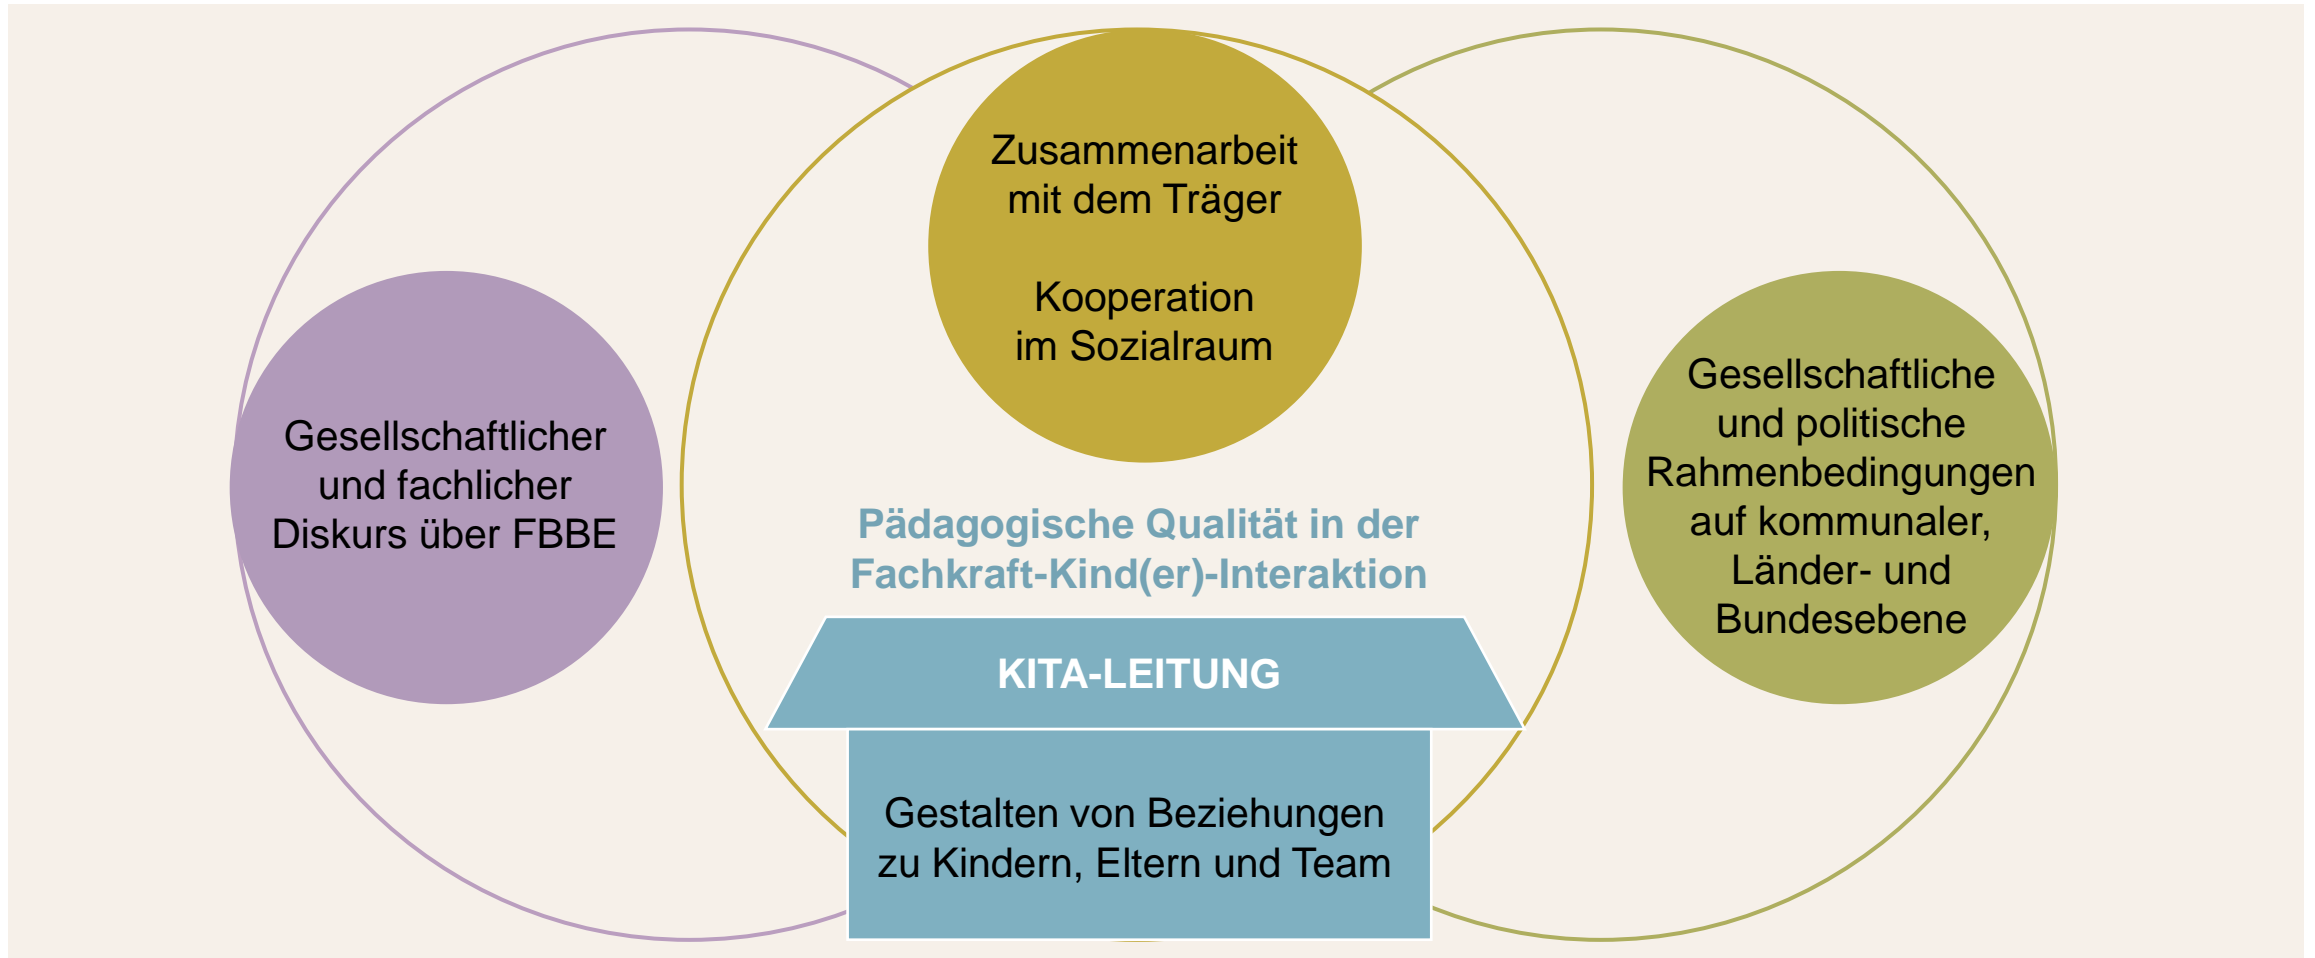 Zusammenarbeit
mit dem Träger
Kooperation
im Sozialraum
Gesellschaftlicher
und fachlicher
Diskurs über FBBE
Gesellschaftliche
und politische
Rahmenbedingungen
auf kommunaler,
Länder- und
Bundesebene
Pädagogische Qualität in der
Fachkraft-Kind(er)-Interaktion
KITA-LEITUNG
Gestalten von Beziehungen
zu Kindern, Eltern und Team